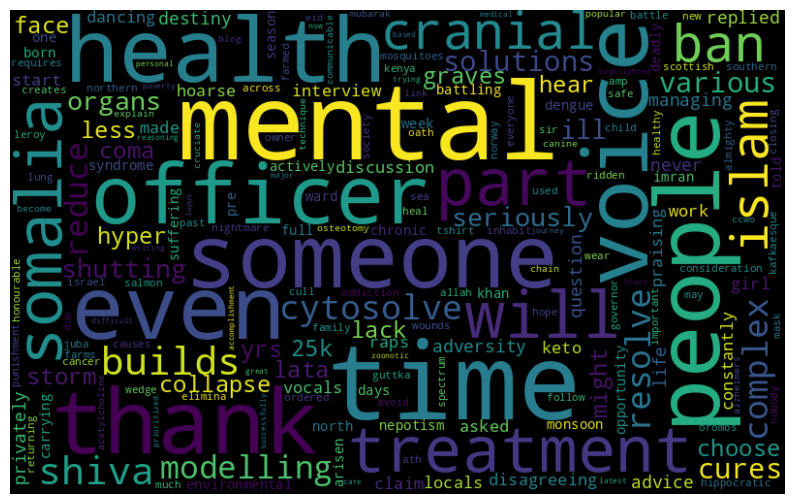 face dancing destiny craniale season eid mubarak popular battle new replied
one born medical now deadly ban
requires personal blog farmed communicable mosquitoes based highlighted scottish southern
health solutions voice
start northern across kenya trying
creates poverty hoarse interview graves hear link amp safe various
organs explain battling dengue managing
somalia mental islam
less made owner cruciate technique week oath society norway everyone sir ill child healthy closing told almighty
leroy coma reasoning canine never
lung syndrome actively discussion ridden imran
reduce become officer major lupus ward sea used part people
past heal seriously work
hyper suffering pre nightmare full osteotomy chronic tshirt inhabit journey wear praising girl ccwo kafkaesque
shutting writing someone chain question consideration
israel salmon cull addiction allah khan governor important may mask
honourable even due accomplishment hope will resolve life brain
juba causes family wounds cytosolve
punishment farms cancer difficult lack raps adversity opportunity constantly complex
builds yrs 25k zoonotic keto
storm wedge elimina great lata vocals days guttka spectrum follow might
collapse avoid alzheimer nobody
privately acetylcholine thank ordered time monsoon choose oromos
carrying successfully prioritized north nepotism asked
returning arisen treatment cures
shiva modelling ath latest
much environmental care claim locals disagreeing advice hippocratic